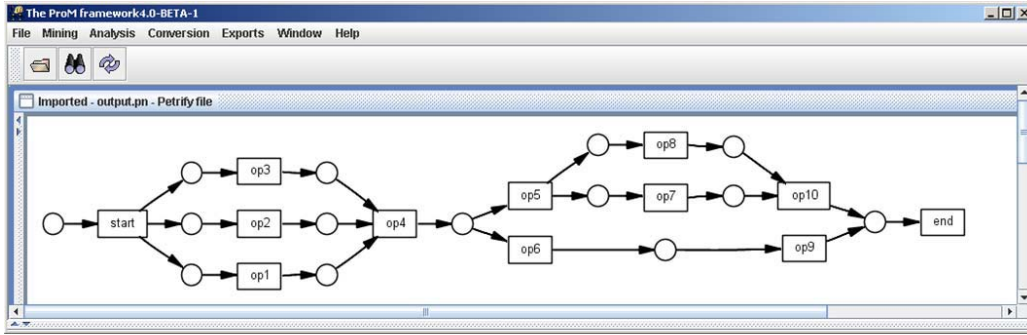 The ProM framework4.0-BETA-1
File Mining Analysis Conversion Exports Window Help
Imported - output.pn - Petrify file
op8
op3
op5 op7 op10
start op2 op4 end
op6 op9
op1